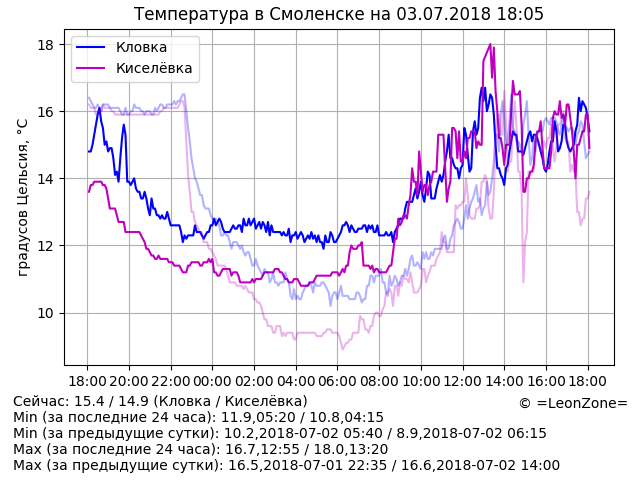 Температура в Смоленске на 03.07.2018 18:05
Кловка
Киселёвка
градусов Цельсия, °C
18
16
14
12
10
18:00 20:00 22:00 00:00 02:00 04:00 06:00 08:00 10:00 12:00 14:00 16:00 18:00
Сейчас: 15.4 / 14.9 (Кловка / Киселёвка)
© =LeonZone=
Min (за последние 24 часа): 11.9,05:20 / 10.8,04:15
Min (за предыдущие сутки): 10.2,2018-07-02 05:40 / 8.9,2018-07-02 06:15
Max (за последние 24 часа): 16.7,12:55 / 18.0,13:20
Max (за предыдущие сутки): 16.5,2018-07-01 22:35 / 16.6,2018-07-02 14:00